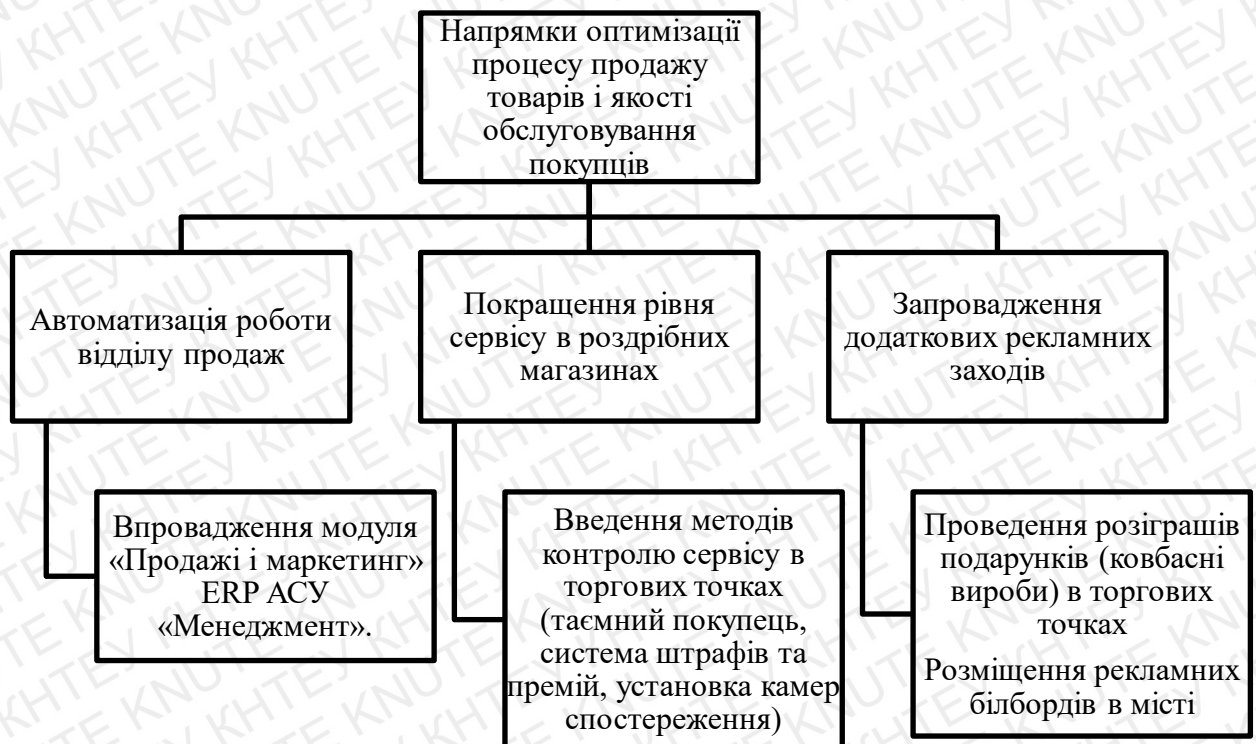 Напрямки оптимізації
процесу продажу
товарів і якості
обслуговування
покупців
Автоматизація роботи
відділу продаж
Покращення рівня
сервісу в роздрібних
магазинах
Запровадження
додаткових рекламних
заходів
Впровадження модуля
«Продажі і маркетинг»
ERP АСУ
«Менеджмент».
Введення методів
контролю сервісу в
торгових точках
(таємний покупець,
система штрафів та
премій, установка камер
спостереження)
Проведення розіграшів
подарунків (ковбасні
вироби) в торгових
точках
Розміщення рекламних
білбордів в місті